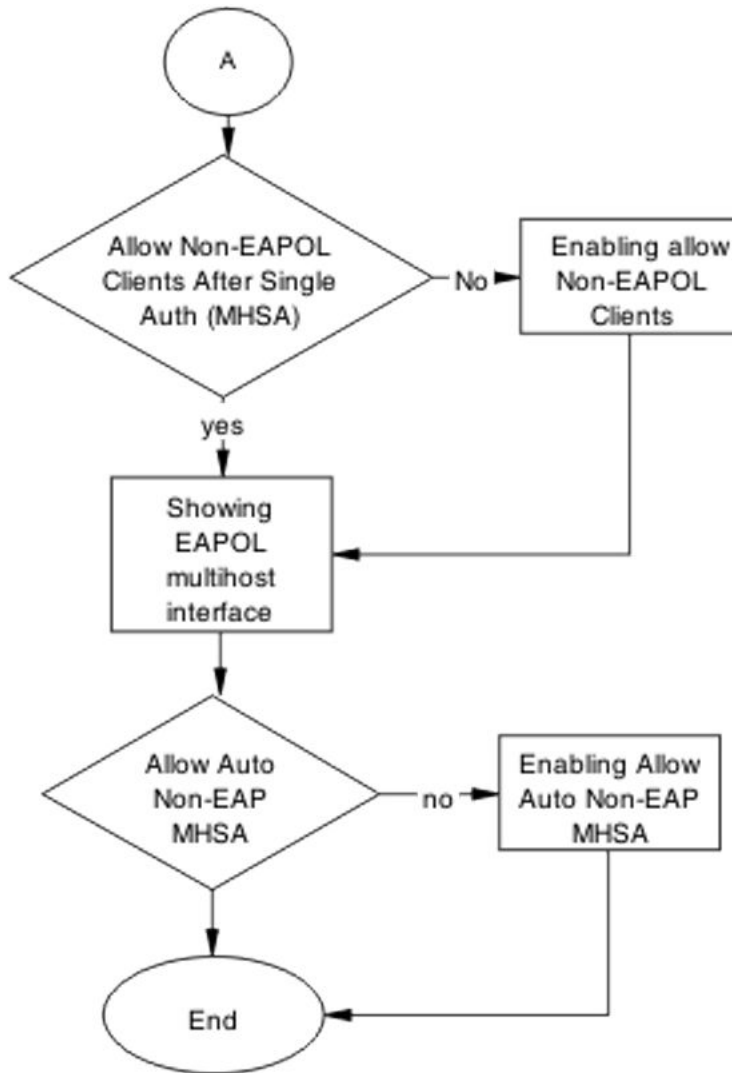 A
Allow Non-EAPOL
Clients After Single
Auth (MHSA)
No
Enabling allow
Non-EAPOL
Clients
yes
Showing
EAPOL
multihost
interface
Allow Auto
Non-EAP
MHSA
no
Enabling Allow
Auto Non-EAP
MHSA
End